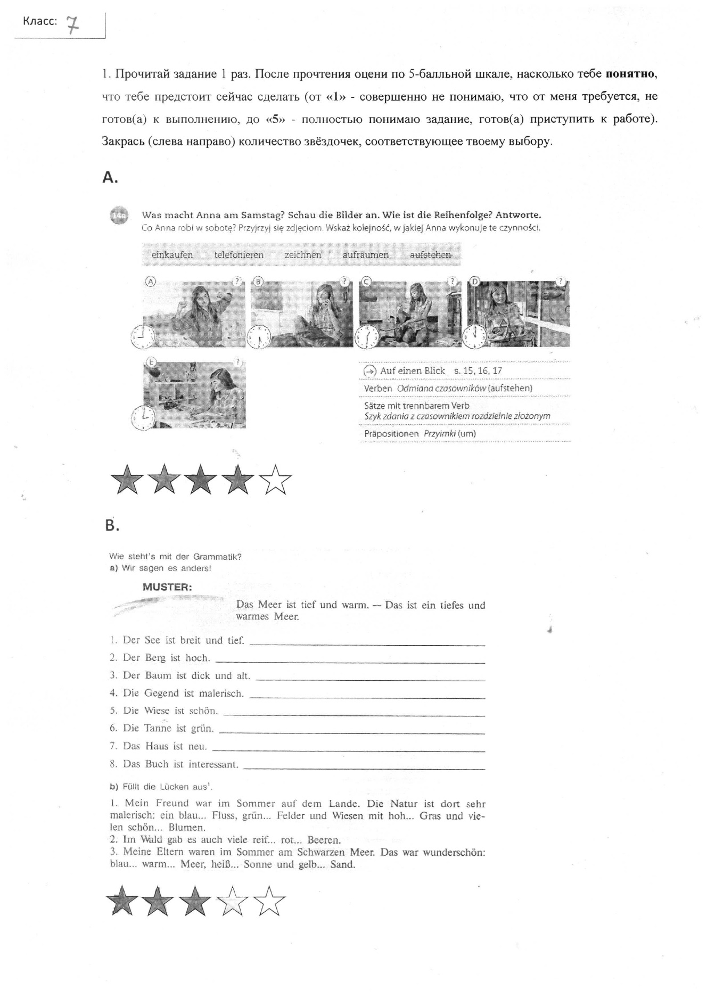 Класс: 7
1. Прочитай задание 1 раз. После прочтения оцени по 5-балльной шкале, насколько тебе понятно,
что тебе предстоит сейчас сделать (от «1» - совершенно не понимаю, что от меня требуется, не
готов(а) к выполнению, до «5» - полностью понимаю задание, готов(а) приступить к работе).
Закрась (слева направо) количество звёздочек, соответствующее твоему выбору.
A.
14a Was macht Anna am Samstag? Schau die Bilder an. Wie ist die Reihenfolge? Antworte.
Co Anna robi w sobotę? Przyjrzyj się zdjęciom. Wskaż kolejność, w jakiej Anna wykonuje te czynności.
einkaufen telefonieren zeichnen aufräumen aufstehen
A ? B ? C ? D ?
E ?
Auf einen Blick s. 15, 16, 17
Verben Odmiana czasowników (aufstehen)
Sätze mit trennbarem Verb
Szyk zdania z czasownikiem rozdzielnie złożonym
Präpositionen Przyimki (um)
B.
Wie steht's mit der Grammatik?
a) Wir sagen es anders!
MUSTER:
Das Meer ist tief und warm. — Das ist ein tiefes und
warmes Meer.
1. Der See ist breit und tief.
2. Der Berg ist hoch.
3. Der Baum ist dick und alt.
4. Die Gegend ist malerisch.
5. Die Wiese ist schön.
6. Die Tanne ist grün.
7. Das Haus ist neu.
8. Das Buch ist interessant.
b) Füllt die Lücken aus¹.
1. Mein Freund war im Sommer auf dem Lande. Die Natur ist dort sehr
malerisch: ein blau... Fluss, grün... Felder und Wiesen mit hoh... Gras und vie-
len schön... Blumen.
2. Im Wald gab es auch viele reif... rot... Beeren.
3. Meine Eltern waren im Sommer am Schwarzen Meer. Das war wunderschön:
blau... warm... Meer, heiß... Sonne und gelb... Sand.